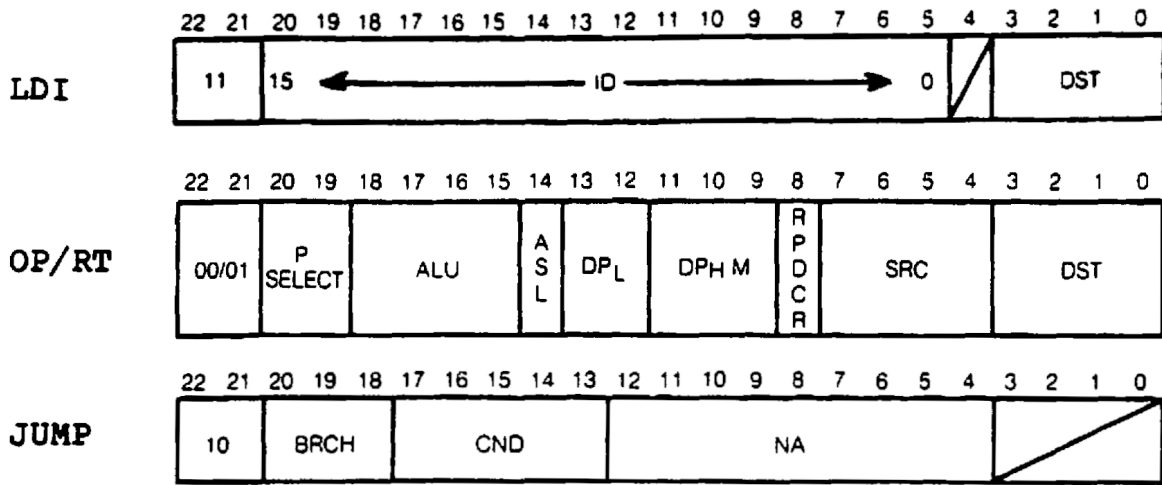 22 21 20 19 18 17 16 15 14 13 12 11 10 9 8 7 6 5 4 3 2 1 0
LDI 11 15 ID 0 DST
22 21 20 19 18 17 16 15 14 13 12 11 10 9 8 7 6 5 4 3 2 1 0
OP/RT 00/01 P SELECT ALU ASL DPL DPH M RPDCR SRC DST
22 21 20 19 18 17 16 15 14 13 12 11 10 9 8 7 6 5 4 3 2 1 0
JUMP 10 BRCH CND NA